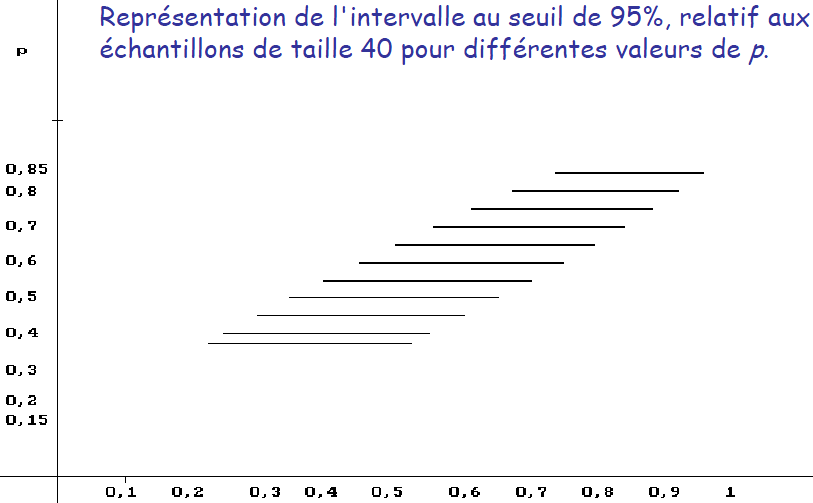 Représentation de l'intervalle au seuil de 95%, relatif aux
échantillons de taille 40 pour différentes valeurs de p.
p
0,85
0,8
0,7
0,6
0,5
0,4
0,3
0,2
0,15
0,1 0,2 0,3 0,4 0,5 0,6 0,7 0,8 0,9 1